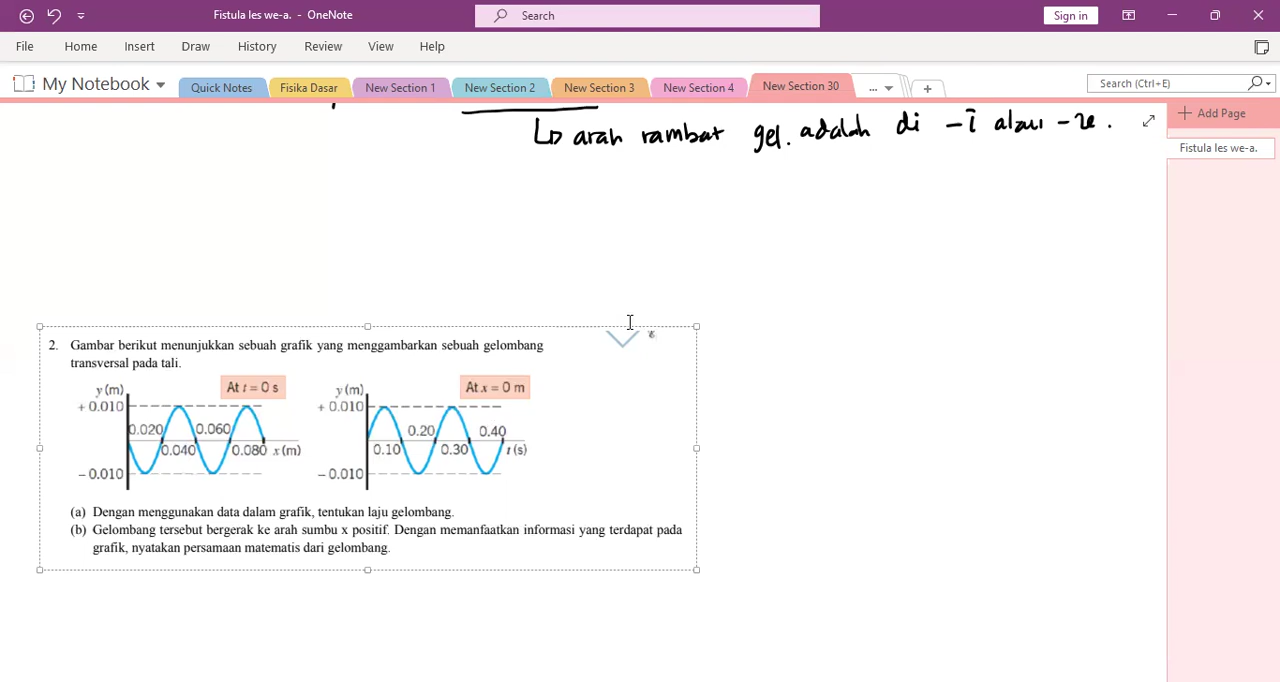 Fistula les we-a. - OneNote
Search
Sign in
File Home Insert Draw History Review View Help
My Notebook
Quick Notes Fisika Dasar New Section 1 New Section 2 New Section 3 New Section 4 New Section 30 ... +
Search (Ctrl+E)
Add Page
Fistula les we-a.
arah rambat gel. adalah di
2. Gambar berikut menunjukkan sebuah grafik yang menggambarkan sebuah gelombang
transversal pada tali.
y (m) At t = 0 s
+ 0.010
0.020 0.060
0.040 0.080 x (m)
- 0.010
y (m) At x = 0 m
+ 0.010
0.20 0.40
0.10 0.30 t (s)
- 0.010
(a) Dengan menggunakan data dalam grafik, tentukan laju gelombang.
(b) Gelombang tersebut bergerak ke arah sumbu x positif. Dengan memanfaatkan informasi yang terdapat pada
grafik, nyatakan persamaan matematis dari gelombang.